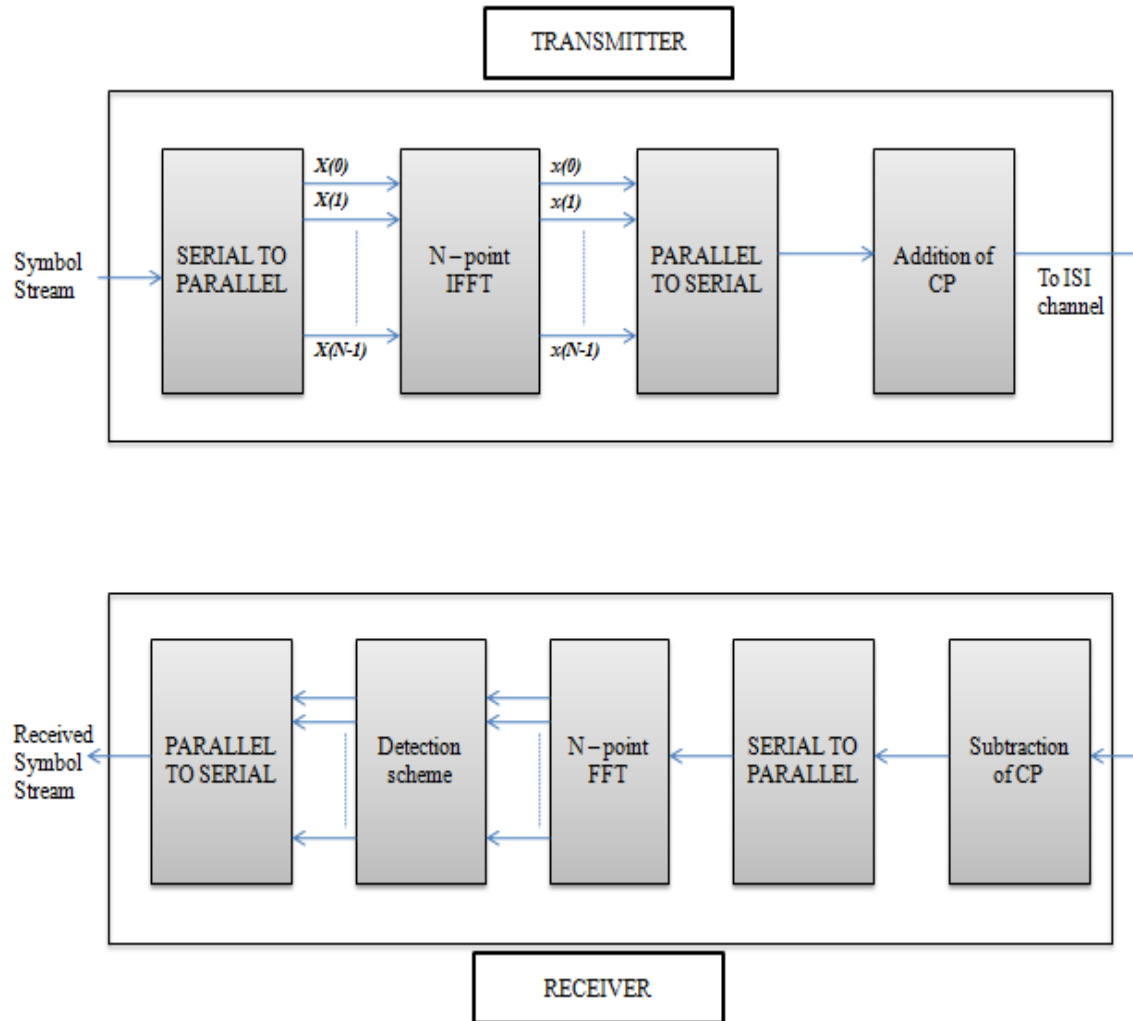 TRANSMITTER
Symbol
Stream
SERIAL TO
PARALLEL
X(0)
X(1)
X(N-1)
N – point
IFFT
x(0)
x(1)
x(N-1)
PARALLEL
TO SERIAL
Addition of
CP
To ISI
channel
Received
Symbol
Stream
PARALLEL
TO SERIAL
Detection
scheme
N – point
FFT
SERIAL TO
PARALLEL
Subtraction
of CP
RECEIVER